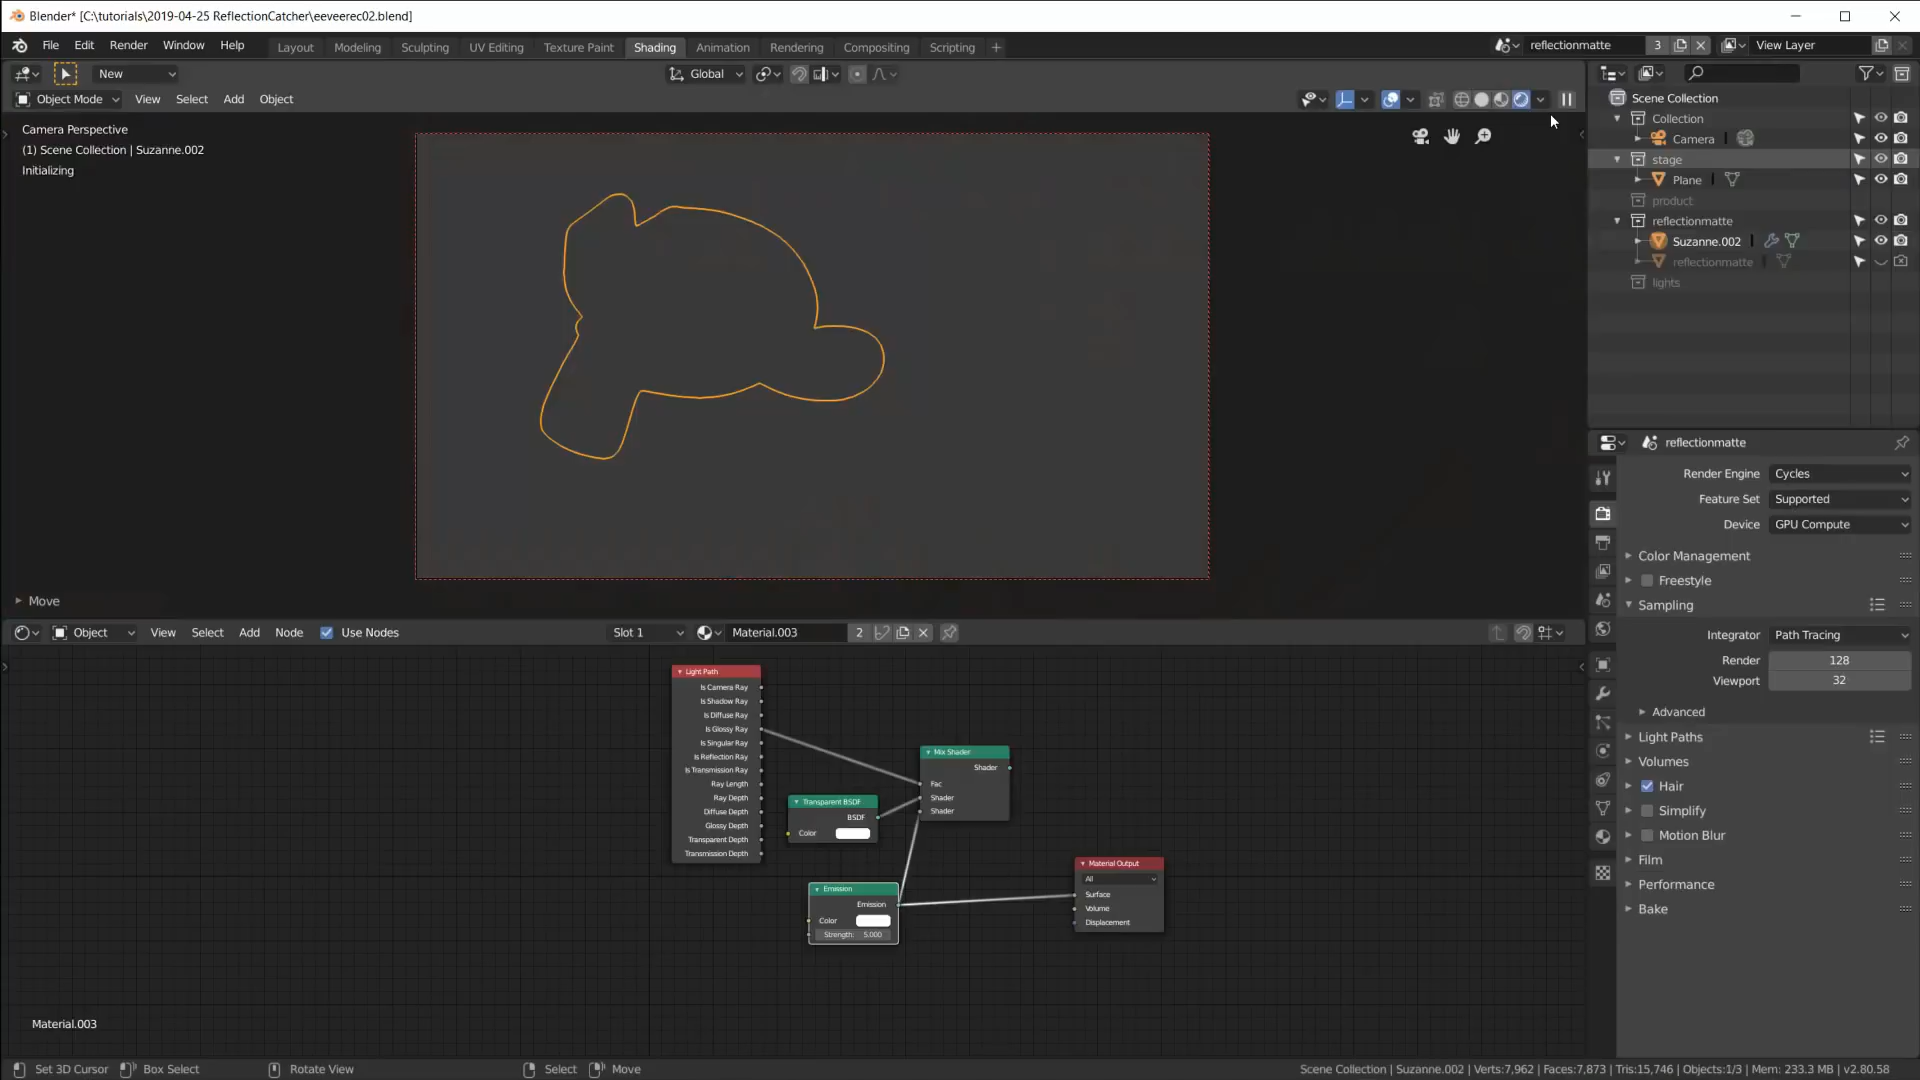 Blender* [C:\tutorials\2019-04-25 ReflectionCatcher\eeveerec02.blend]
File Edit Render Window Help Layout Modeling Sculpting UV Editing Texture Paint Shading Animation Rendering Compositing Scripting + reflectionmatte 3 View Layer
New Global
Object Mode View Select Add Object
Camera Perspective
(1) Scene Collection | Suzanne.002
Initializing
Scene Collection
Collection
Camera
stage
Plane
product
reflectionmatte
Suzanne.002
reflectionmatte
lights
reflectionmatte
Render Engine Cycles
Feature Set Supported
Device GPU Compute
Color Management
Freestyle
Sampling
Integrator Path Tracing
Render 128
Viewport 32
Advanced
Light Paths
Volumes
Hair
Simplify
Motion Blur
Film
Performance
Bake
Move
Object View Select Add Node Use Nodes Slot 1 Material.003 2
Light Path
Is Camera Ray
Is Shadow Ray
Is Diffuse Ray
Is Glossy Ray
Is Singular Ray
Is Reflection Ray
Is Transmission Ray
Ray Length
Ray Depth
Diffuse Depth
Glossy Depth
Transparent Depth
Transmission Depth
Transparent BSDF
BSDF
Color
Mix Shader
Shader
Fac
Shader
Shader
Emission
Emission
Color
Strength: 5.000
Material Output
All
Surface
Volume
Displacement
Material.003
Set 3D Cursor Box Select Rotate View Select Move Scene Collection | Suzanne.002 | Verts:7,962 | Faces:7,873 | Tris:15,746 | Objects:1/3 | Mem: 233.3 MB | v2.80.58